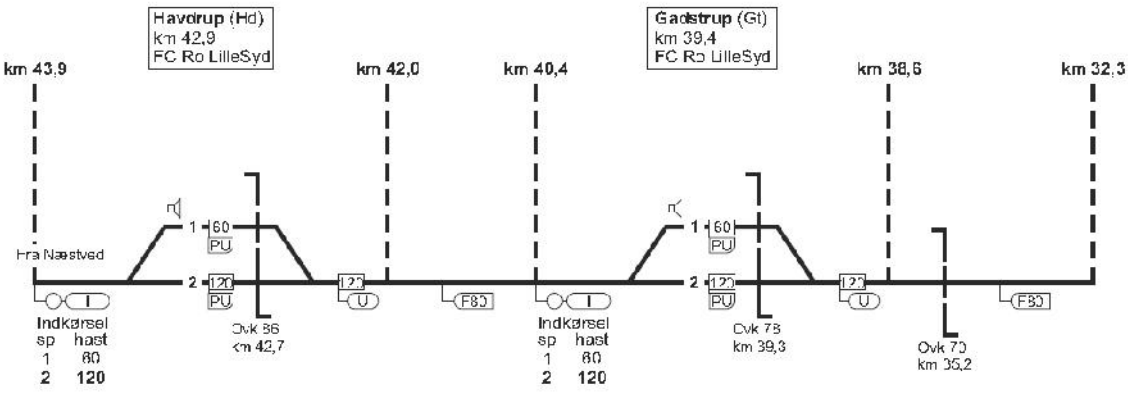 Havdrup (Hd)
km 42,9
FC Ro LilleSyd
Gadstrup (Gt)
km 39,4
FC Ro LilleSyd
km 43,9
km 42,0
km 40,4
km 38,6
km 32,3
1
60
PU
1
60
PU
Fra Næstved
2
120
PU
120
U
F80
2
120
PU
120
U
F80
I
Indkørsel
sp hast
1 60
2 120
Ovk 86
km 42,7
I
Indkørsel
sp hast
1 60
2 120
Ovk 78
km 39,3
Ovk 70
km 35,2